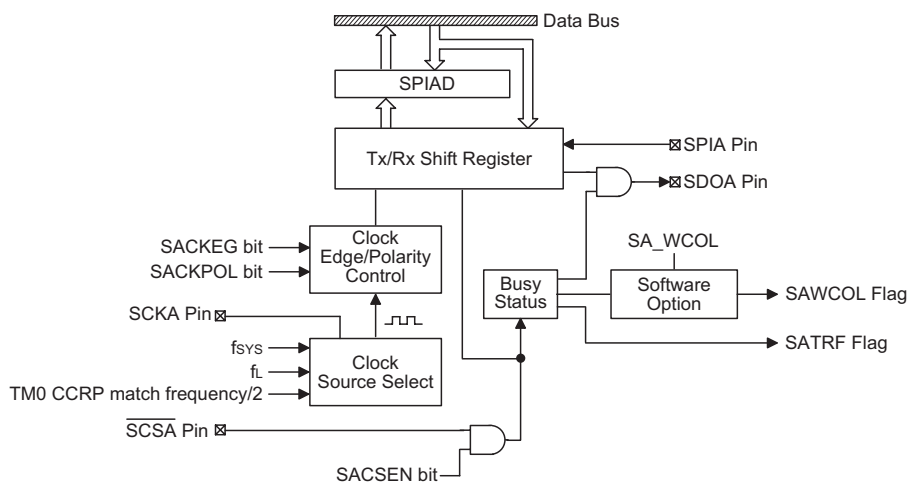 Data Bus
SPIAD
Tx/Rx Shift Register
SPIA Pin
SDOA Pin
SACKEG bit
SACKPOL bit
Clock
Edge/Polarity
Control
SA_WCOL
Busy
Status
Software
Option
SAWCOL Flag
SATRF Flag
SCKA Pin
fSYS
fL
TM0 CCRP match frequency/2
Clock
Source Select
SCSA Pin
SACSEN bit